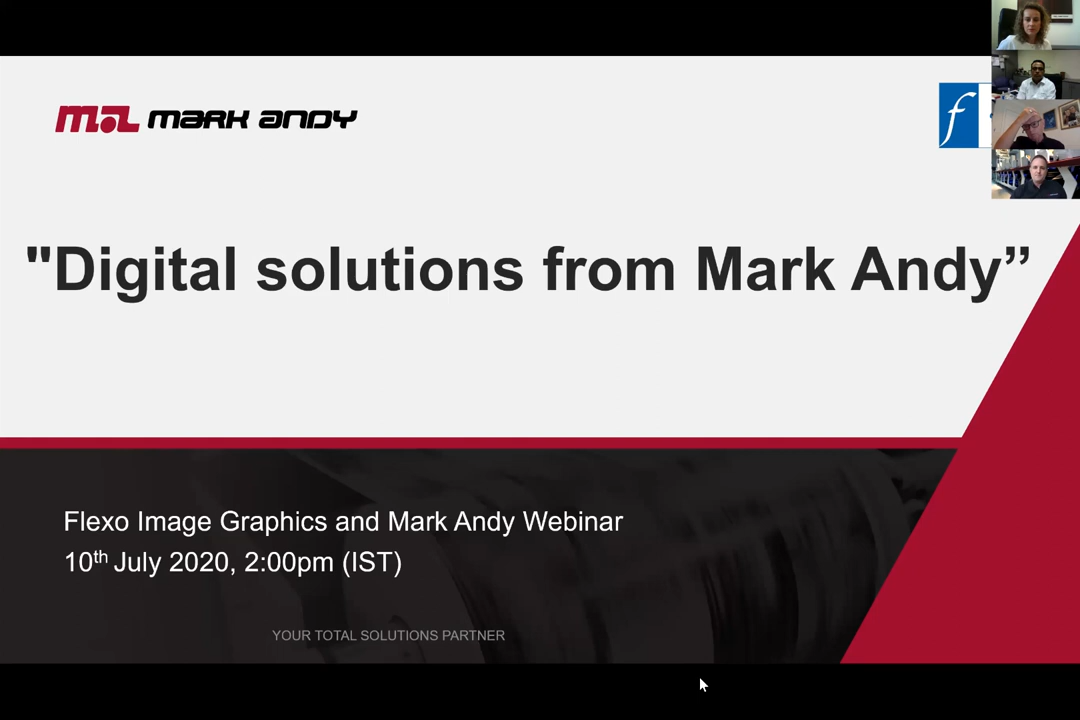 MARK ANDY
f
"Digital solutions from Mark Andy”
Flexo Image Graphics and Mark Andy Webinar
10th July 2020, 2:00pm (IST)
YOUR TOTAL SOLUTIONS PARTNER